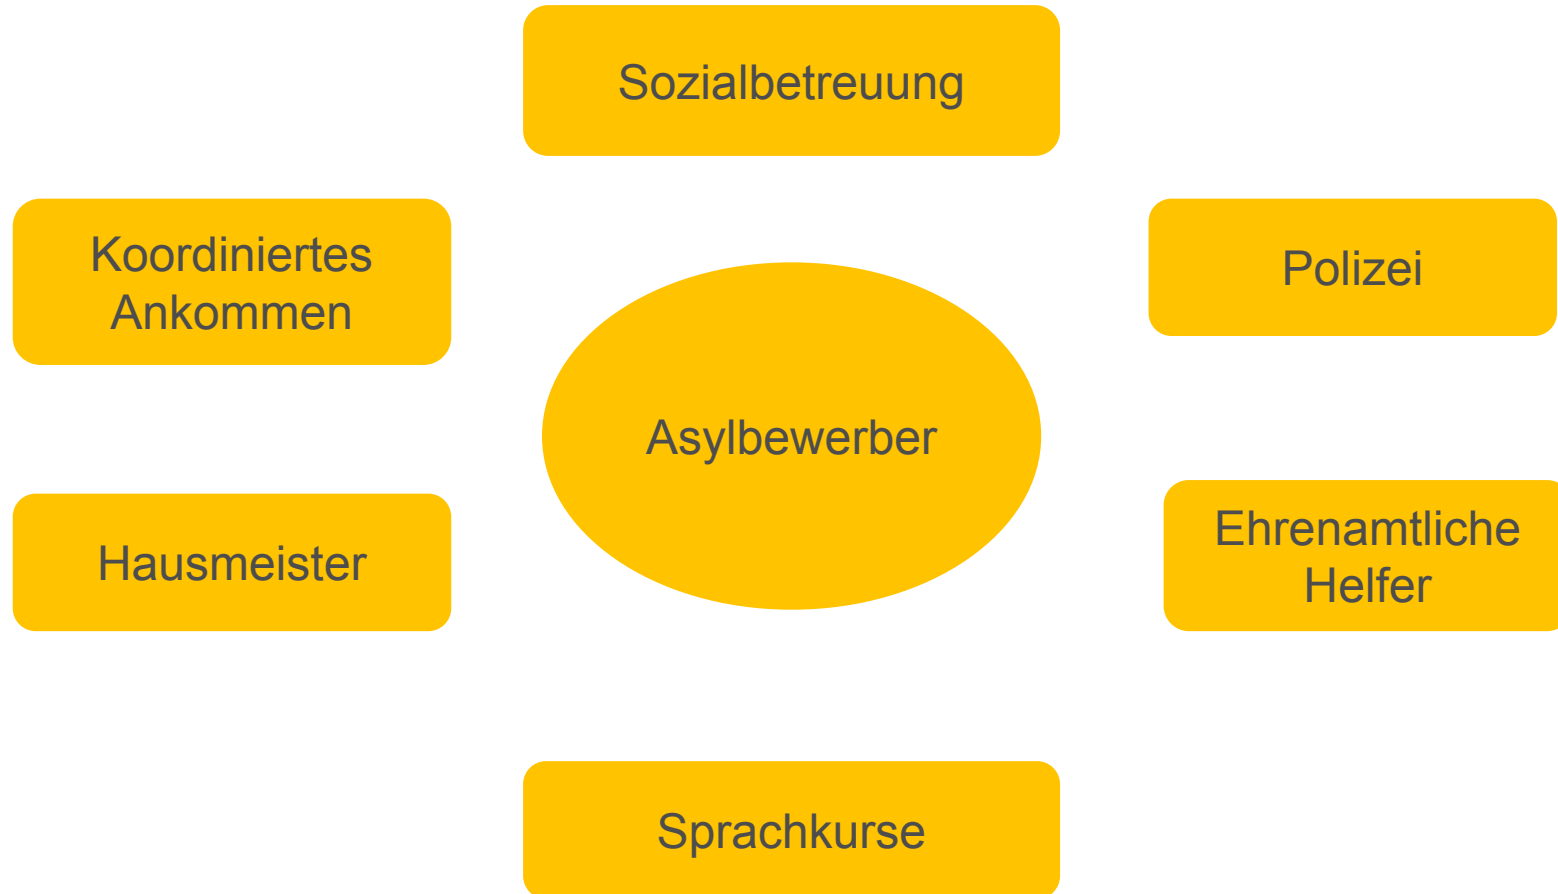 Sozialbetreuung
Koordiniertes
Ankommen
Polizei
Asylbewerber
Hausmeister
Ehrenamtliche
Helfer
Sprachkurse